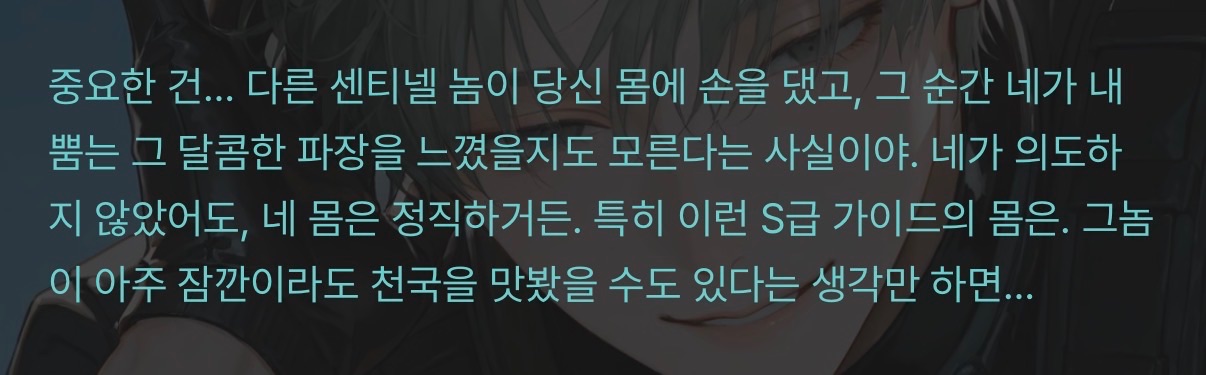 중요한 건... 다른 센티넬 놈이 당신 몸에 손을 댔고, 그 순간 네가 내
뿜는 그 달콤한 파장을 느꼈을지도 모른다는 사실이야. 네가 의도하
지 않았어도, 네 몸은 정직하거든. 특히 이런 S급 가이드의 몸은. 그놈
이 아주 잠깐이라도 천국을 맛봤을 수도 있다는 생각만 하면...